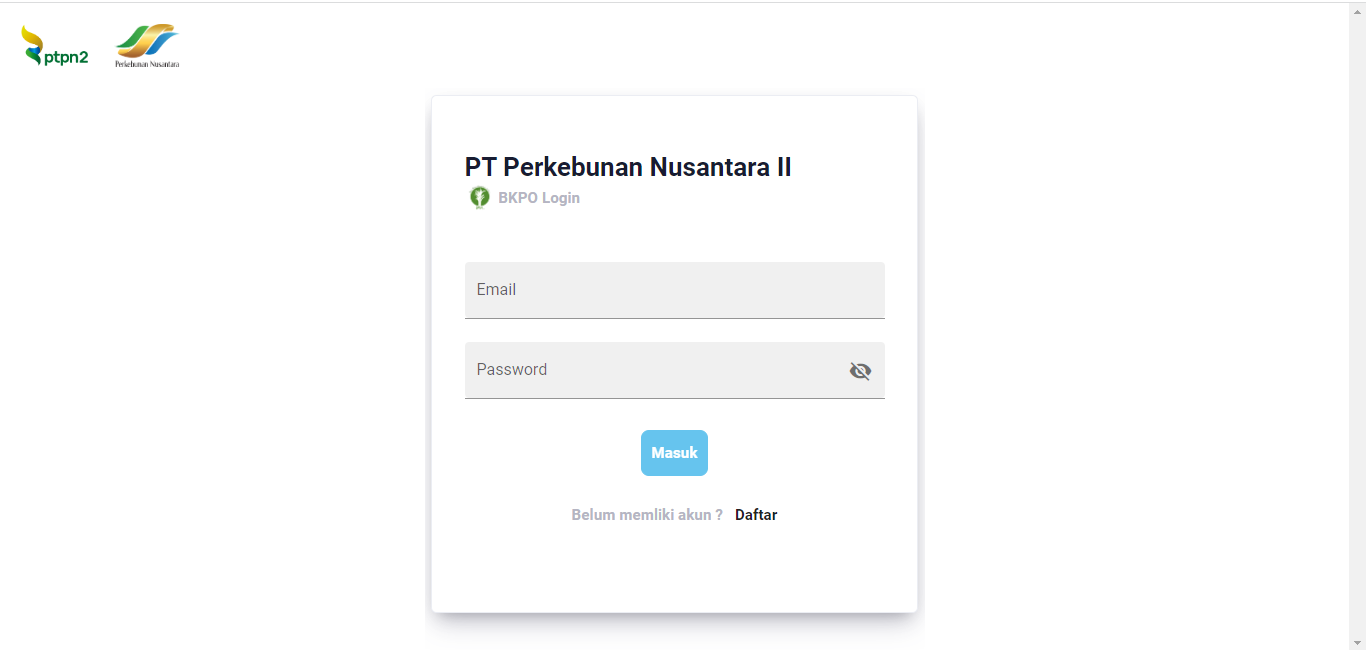 ptpn2
Perkebunan Nusantara
PT Perkebunan Nusantara II
BKPO Login
Email
Password
Masuk
Belum memliki akun ? Daftar